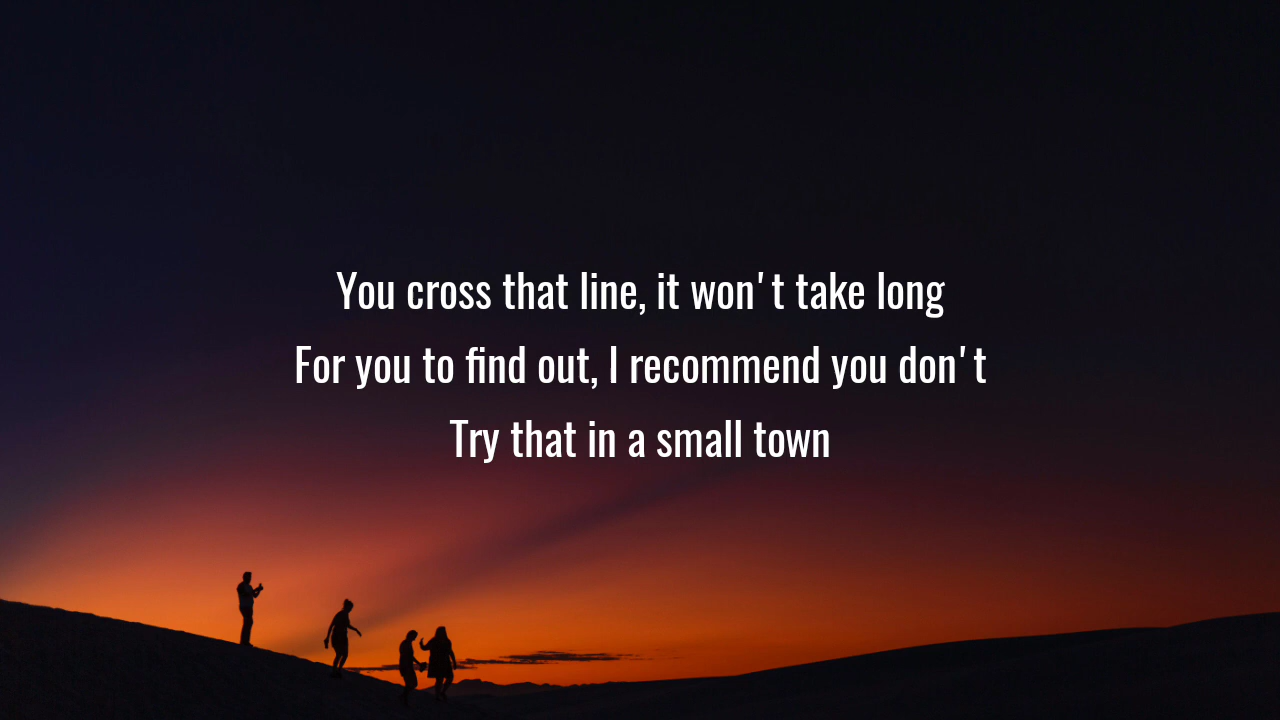 You cross that line, it won't take long
For you to find out, I recommend you don't
Try that in a small town